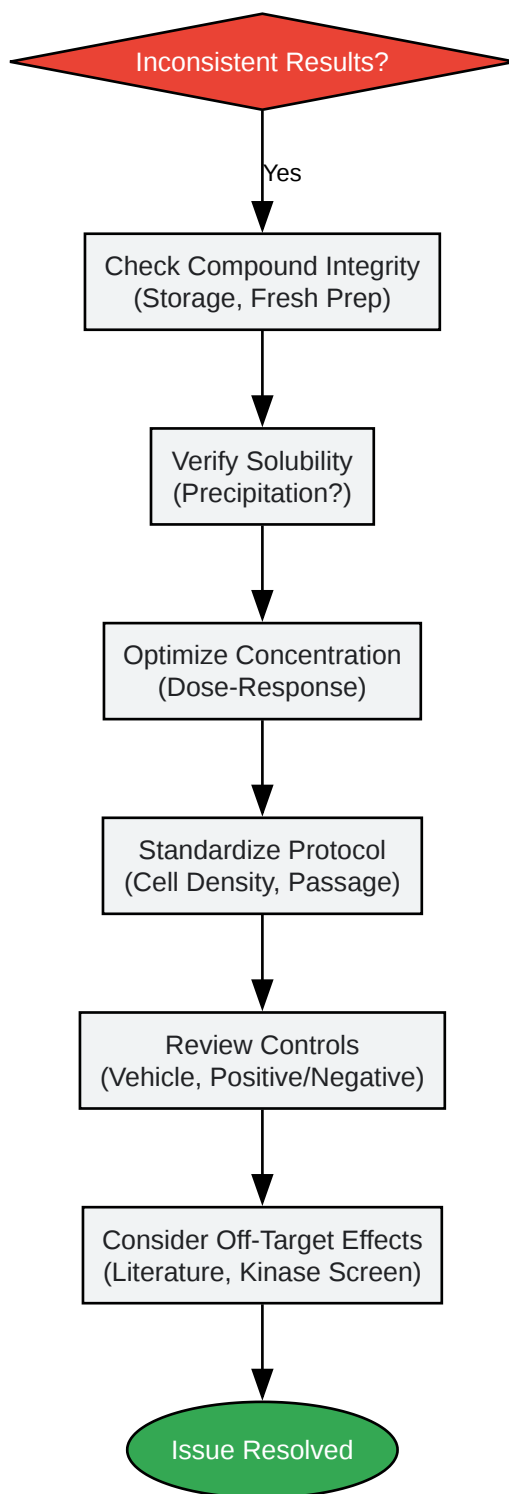 Inconsistent Results?
Yes
Check Compound Integrity
(Storage, Fresh Prep)
Verify Solubility
(Precipitation?)
Optimize Concentration
(Dose-Response)
Standardize Protocol
(Cell Density, Passage)
Review Controls
(Vehicle, Positive/Negative)
Consider Off-Target Effects
(Literature, Kinase Screen)
Issue Resolved